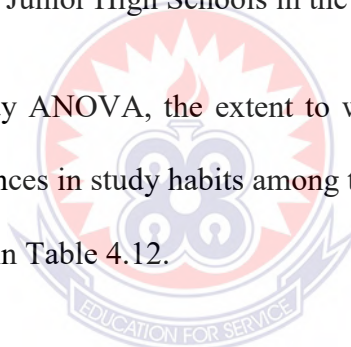 Junior High Schools in the
y ANOVA, the extent to w
nces in study habits among t
n Table 4.12.
EDUCATION FOR SERVICE